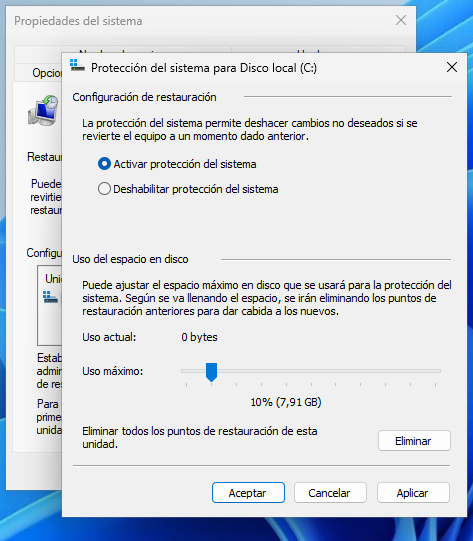 Propiedades del sistema
Opcio
Protección del sistema para Disco local (C:)
Configuración de restauración
La protección del sistema permite deshacer cambios no deseados si se
revierte el equipo a un momento dado anterior.
Activar protección del sistema
Deshabilitar protección del sistema
Restau
Puede
revirtie
restau
Configu
Uni
Uso del espacio en disco
Puede ajustar el espacio máximo en disco que se usará para la protección del
sistema. Según se va llenando el espacio, se irán eliminando los puntos de
restauración anteriores para dar cabida a los nuevos.
Uso actual: 0 bytes
Uso máximo:
10% (7,91 GB)
Estab
admin
de res
Para
prime
unida
Eliminar todos los puntos de restauración de esta
unidad.
Eliminar
Aceptar Cancelar Aplicar